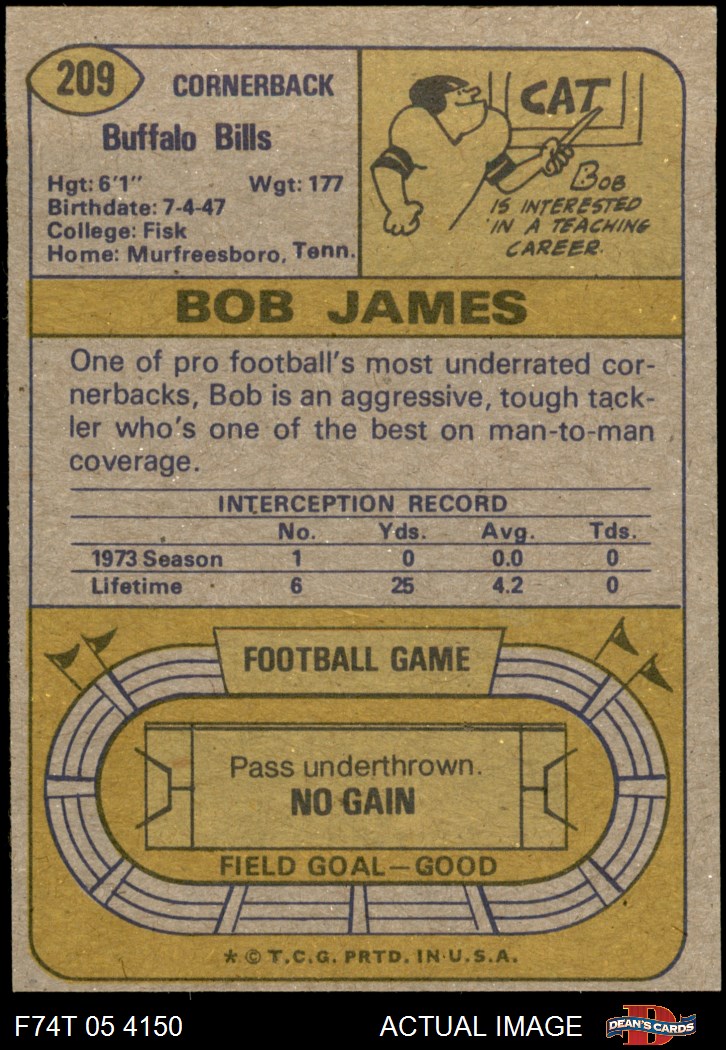 209
CORNERBACK
Buffalo Bills
Hgt: 6'1" Wgt: 177
Birthdate: 7-4-47
College: Fisk
Home: Murfreesboro, Tenn.
CAT
BOB
IS INTERESTED
IN A TEACHING
CAREER.
BOB JAMES
One of pro football's most underrated cor-
nerbacks, Bob is an aggressive, tough tack-
ler who's one of the best on man-to-man
coverage.
INTERCEPTION RECORD
No. Yds. Avg. Tds.
1973 Season 1 0 0.0 0
Lifetime 6 25 4.2 0
FOOTBALL GAME
Pass underthrown.
NO GAIN
FIELD GOAL—GOOD
* © T.C.G. PRTD. IN U.S.A.
F74T 05 4150 ACTUAL IMAGE
D
DEAN'S CARDS